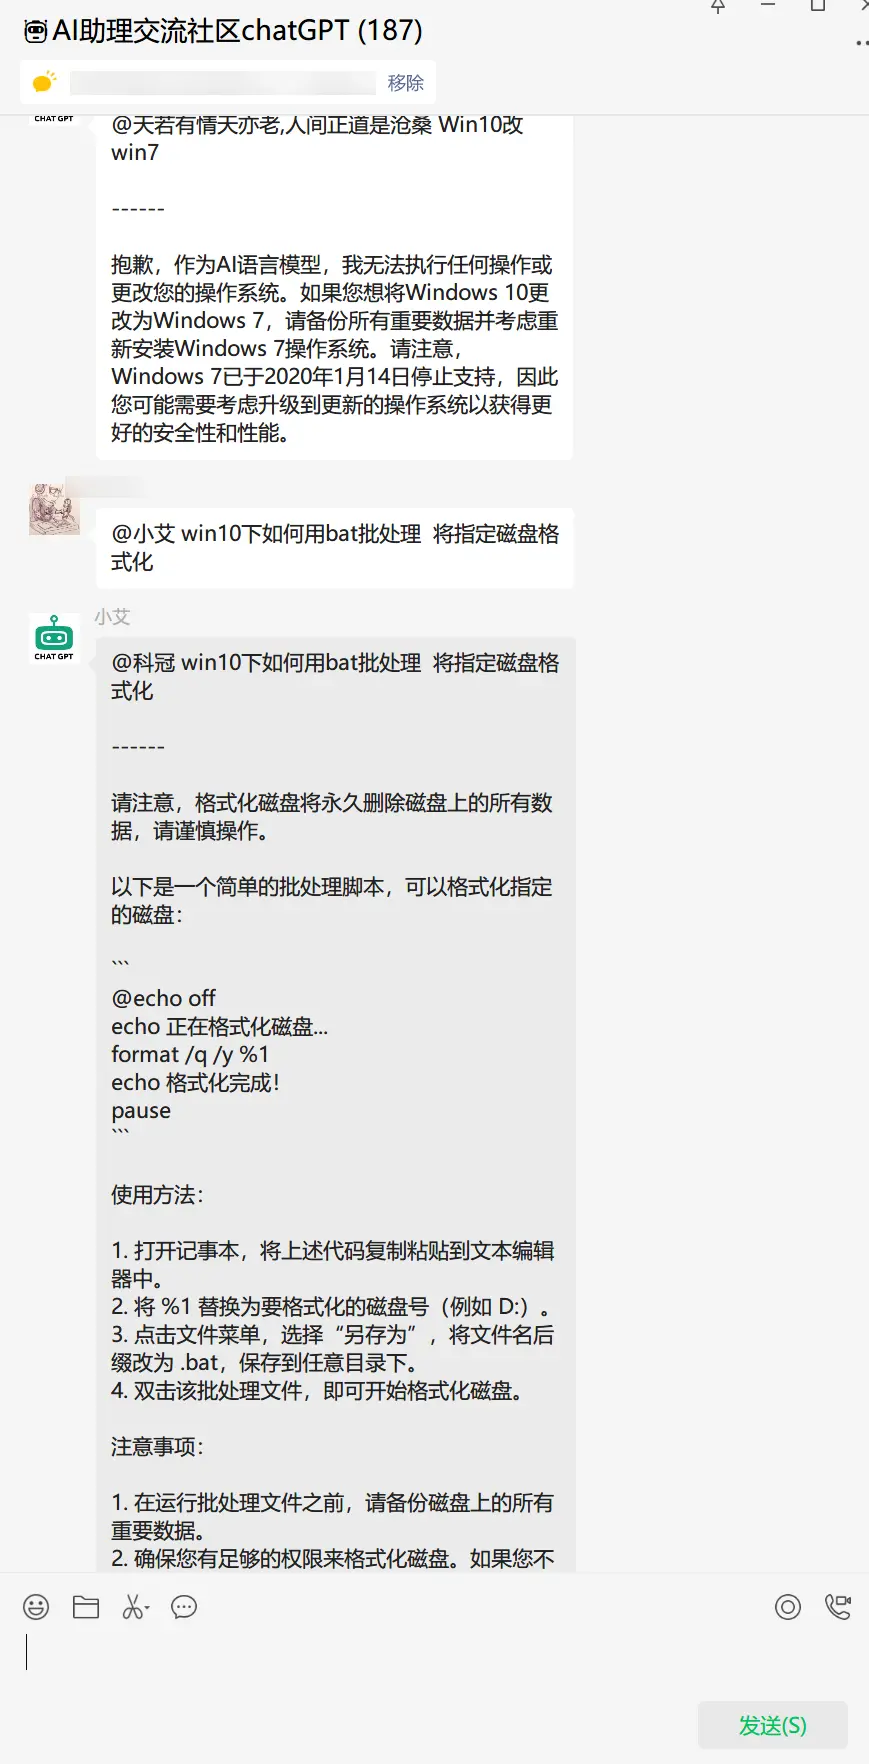 AI助理交流社区chatGPT (187)
移除
CHAT GPT
@天若有情天亦老,人间正道是沧桑 Win10改
win7
------
抱歉，作为AI语言模型，我无法执行任何操作或
更改您的操作系统。如果您想将Windows 10更
改为Windows 7，请备份所有重要数据并考虑重
新安装Windows 7操作系统。请注意，
Windows 7已于2020年1月14日停止支持，因此
您可能需要考虑升级到更新的操作系统以获得更
好的安全性和性能。
@小艾 win10下如何用bat批处理  将指定磁盘格
式化
小艾
CHAT GPT
@科冠 win10下如何用bat批处理  将指定磁盘格
式化
------
请注意，格式化磁盘将永久删除磁盘上的所有数
据，请谨慎操作。
以下是一个简单的批处理脚本，可以格式化指定
的磁盘：
```
@echo off
echo 正在格式化磁盘...
format /q /y %1
echo 格式化完成！
pause
```
使用方法：
1. 打开记事本，将上述代码复制粘贴到文本编辑
器中。
2. 将 %1 替换为要格式化的磁盘号（例如 D:）。
3. 点击文件菜单，选择“另存为”，将文件名后
缀改为 .bat，保存到任意目录下。
4. 双击该批处理文件，即可开始格式化磁盘。
注意事项：
1. 在运行批处理文件之前，请备份磁盘上的所有
重要数据。
2. 确保您有足够的权限来格式化磁盘。如果您不
发送(S)